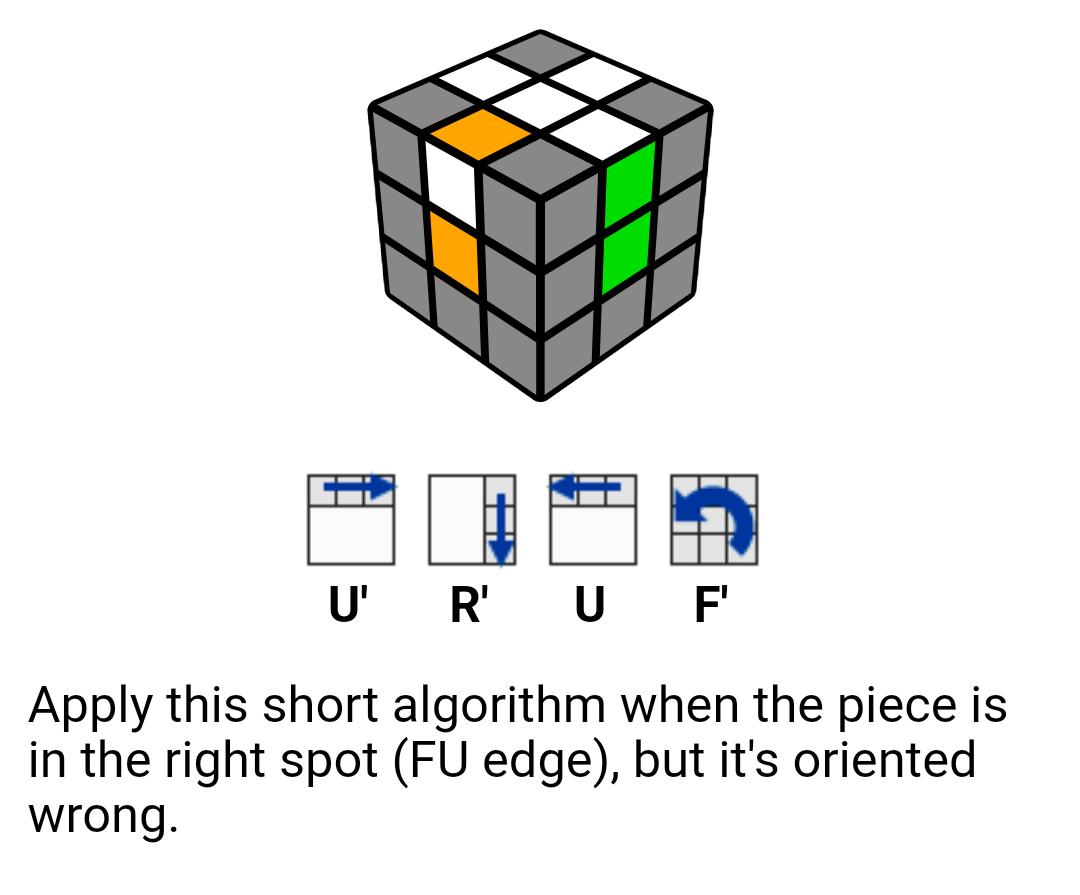 U' R' U F'
Apply this short algorithm when the piece is
in the right spot (FU edge), but it's oriented
wrong.